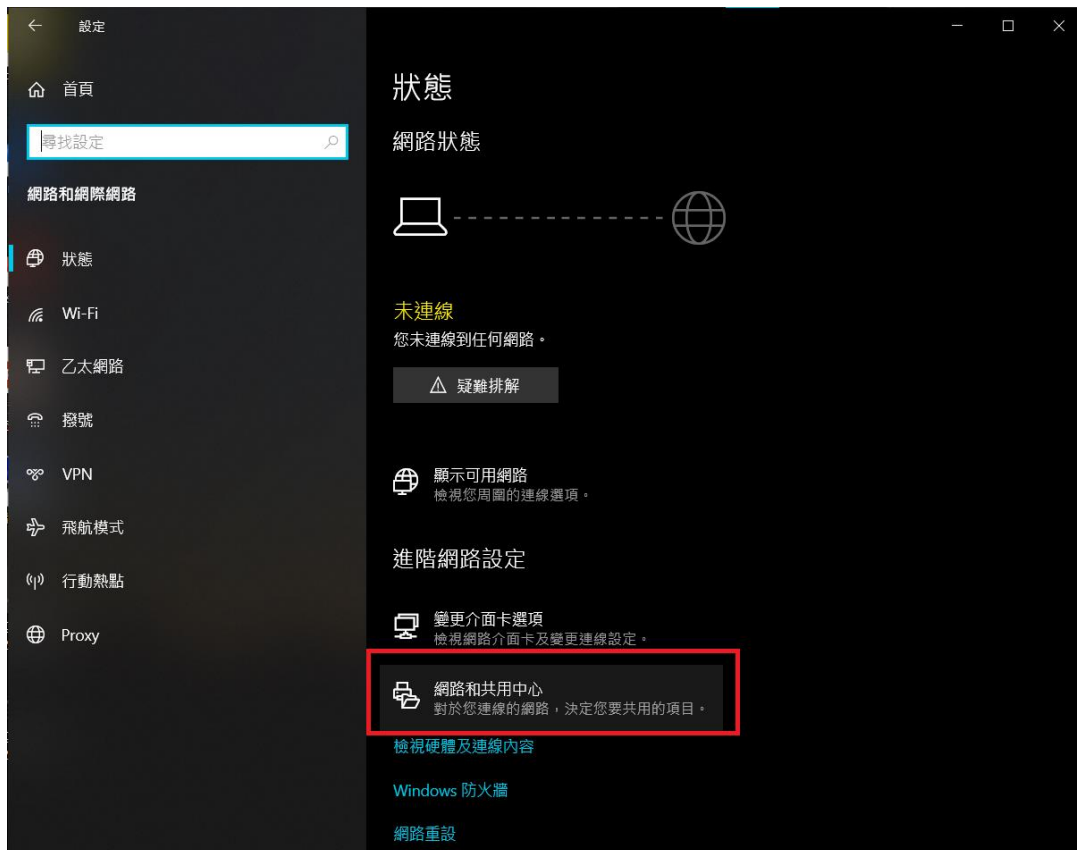 設定
首頁
尋找設定
網路和網際網路
狀態
Wi-Fi
乙太網路
撥號
VPN
飛航模式
行動熱點
Proxy
狀態
網路狀態
未連線
您未連線到任何網路。
疑難排解
顯示可用網路
檢視您周圍的連線選項。
進階網路設定
變更介面卡選項
檢視網路介面卡及變更連線設定。
網路和共用中心
對於您連線的網路，決定您要共用的項目。
檢視硬體及連線內容
Windows 防火牆
網路重設